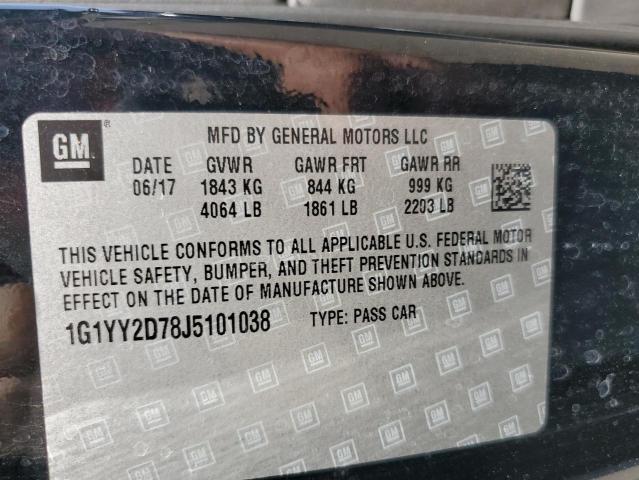 GM ®
MFD BY GENERAL MOTORS LLC
DATE GVWR GAWR FRT GAWR RR
06/17 1843 KG 844 KG 999 KG
4064 LB 1861 LB 2203 LB
THIS VEHICLE CONFORMS TO ALL APPLICABLE U.S. FEDERAL MOTOR
VEHICLE SAFETY, BUMPER, AND THEFT PREVENTION STANDARDS IN
EFFECT ON THE DATE OF MANUFACTURE SHOWN ABOVE.
1G1YY2D78J5101038 TYPE: PASS CAR